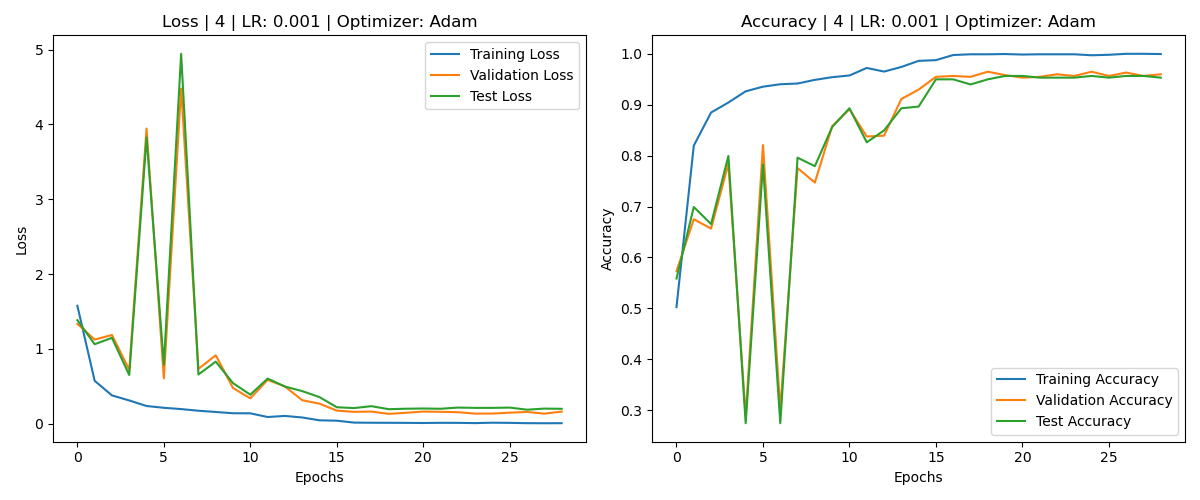 Loss | 4 | LR: 0.001 | Optimizer: Adam
Training Loss
Validation Loss
Test Loss
5
4
3
2
1
0
Loss
0
5
10
15
20
25
Epochs
Accuracy | 4 | LR: 0.001 | Optimizer: Adam
1.0
0.9
0.8
0.7
0.6
0.5
0.4
0.3
Accuracy
Training Accuracy
Validation Accuracy
Test Accuracy
0
5
10
15
20
25
Epochs